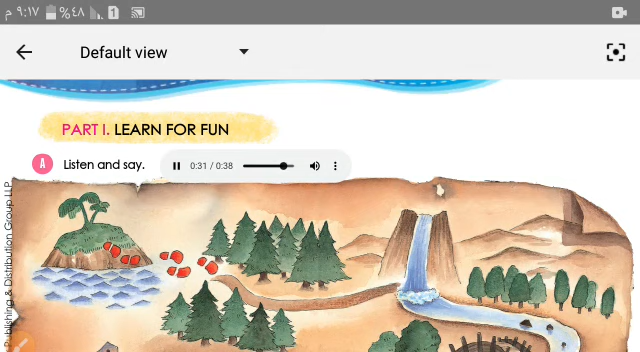 ٩:١٧ م %٤٨ 1
Default view
PART I. LEARN FOR FUN
A Listen and say.
0:31 / 0:38
Publishing & Distribution Group LLP